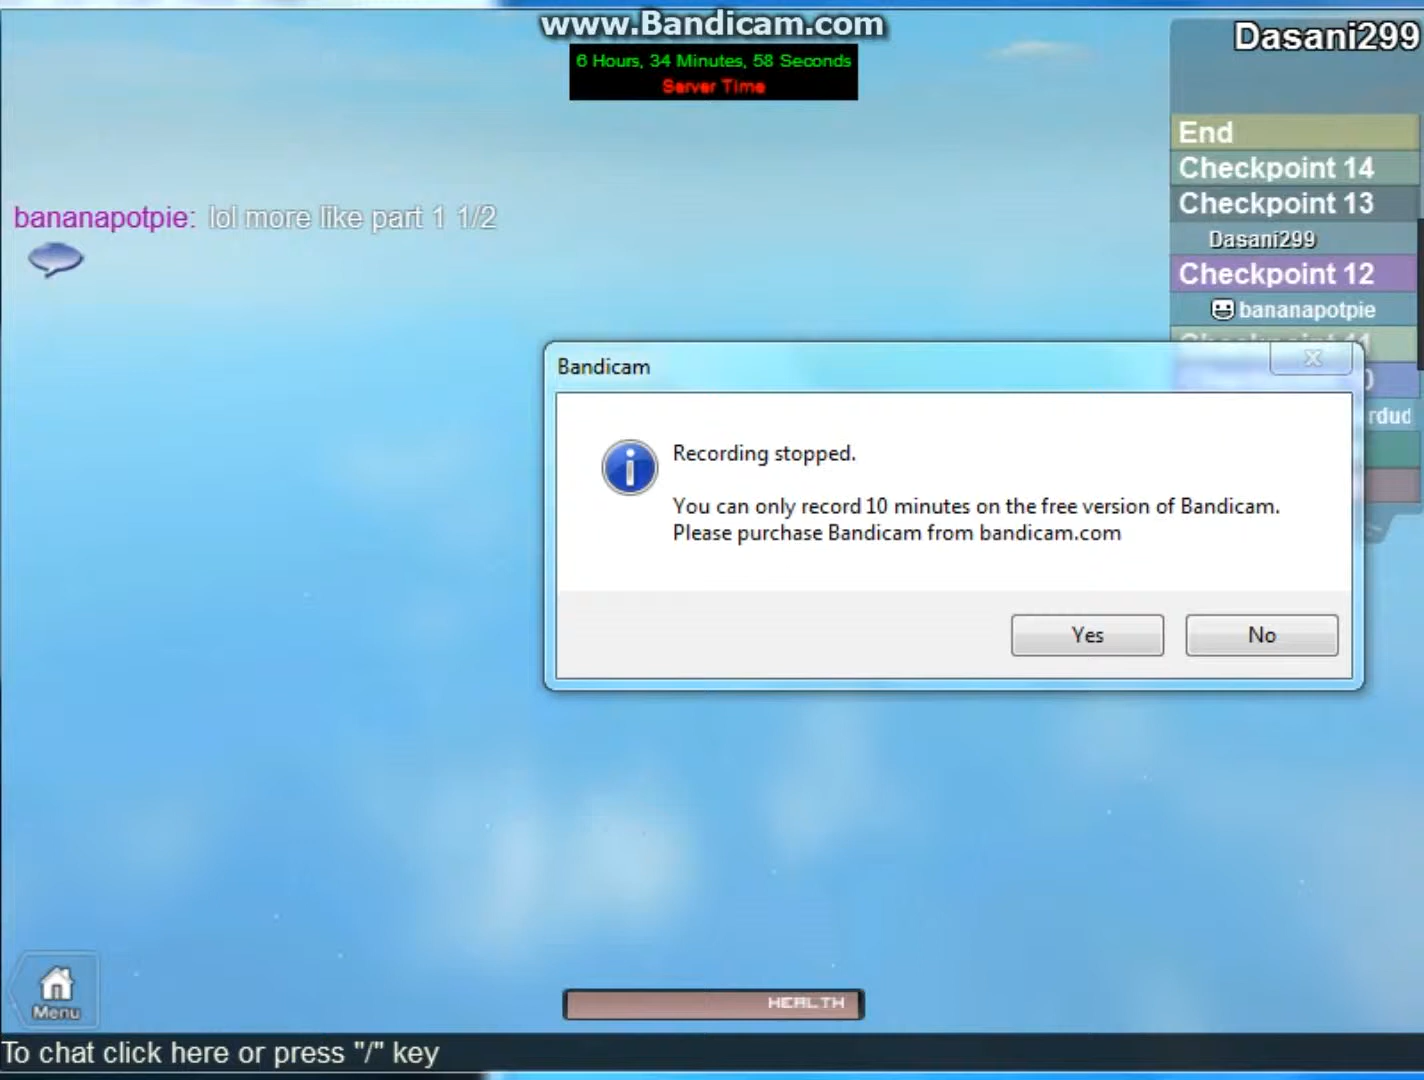 www.Bandicam.com
6 Hours, 34 Minutes, 58 Seconds
Server Time
Dasani299
End
Checkpoint 14
Checkpoint 13
Dasani299
Checkpoint 12
bananapotpie
bananapotpie: lol more like part 1 1/2
Bandicam
Recording stopped.
You can only record 10 minutes on the free version of Bandicam.
Please purchase Bandicam from bandicam.com
Yes
No
Menu
HEALTH
To chat click here or press "/" key